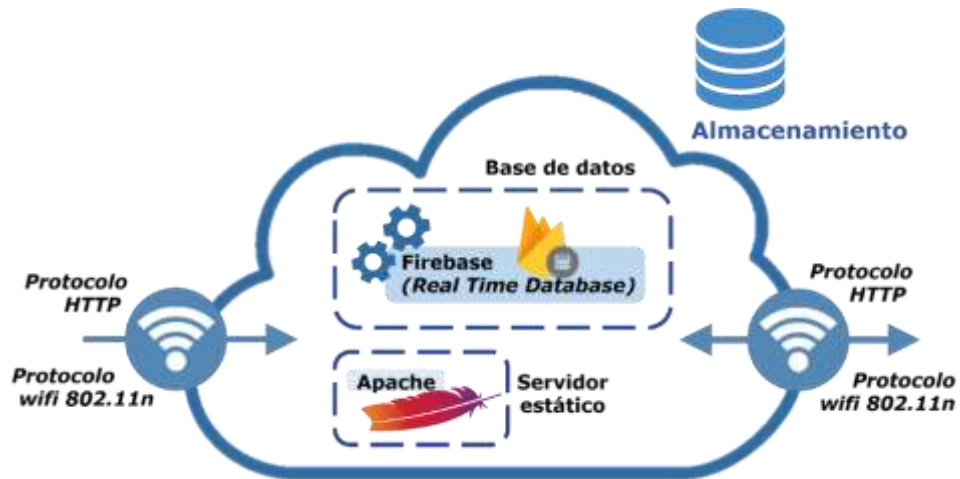 Almacenamiento
Base de datos
Firebase
(Real Time Database)
Protocolo
HTTP
Protocolo
wifi 802.11n
Apache
Servidor
estático
Protocolo
HTTP
Protocolo
wifi 802.11n